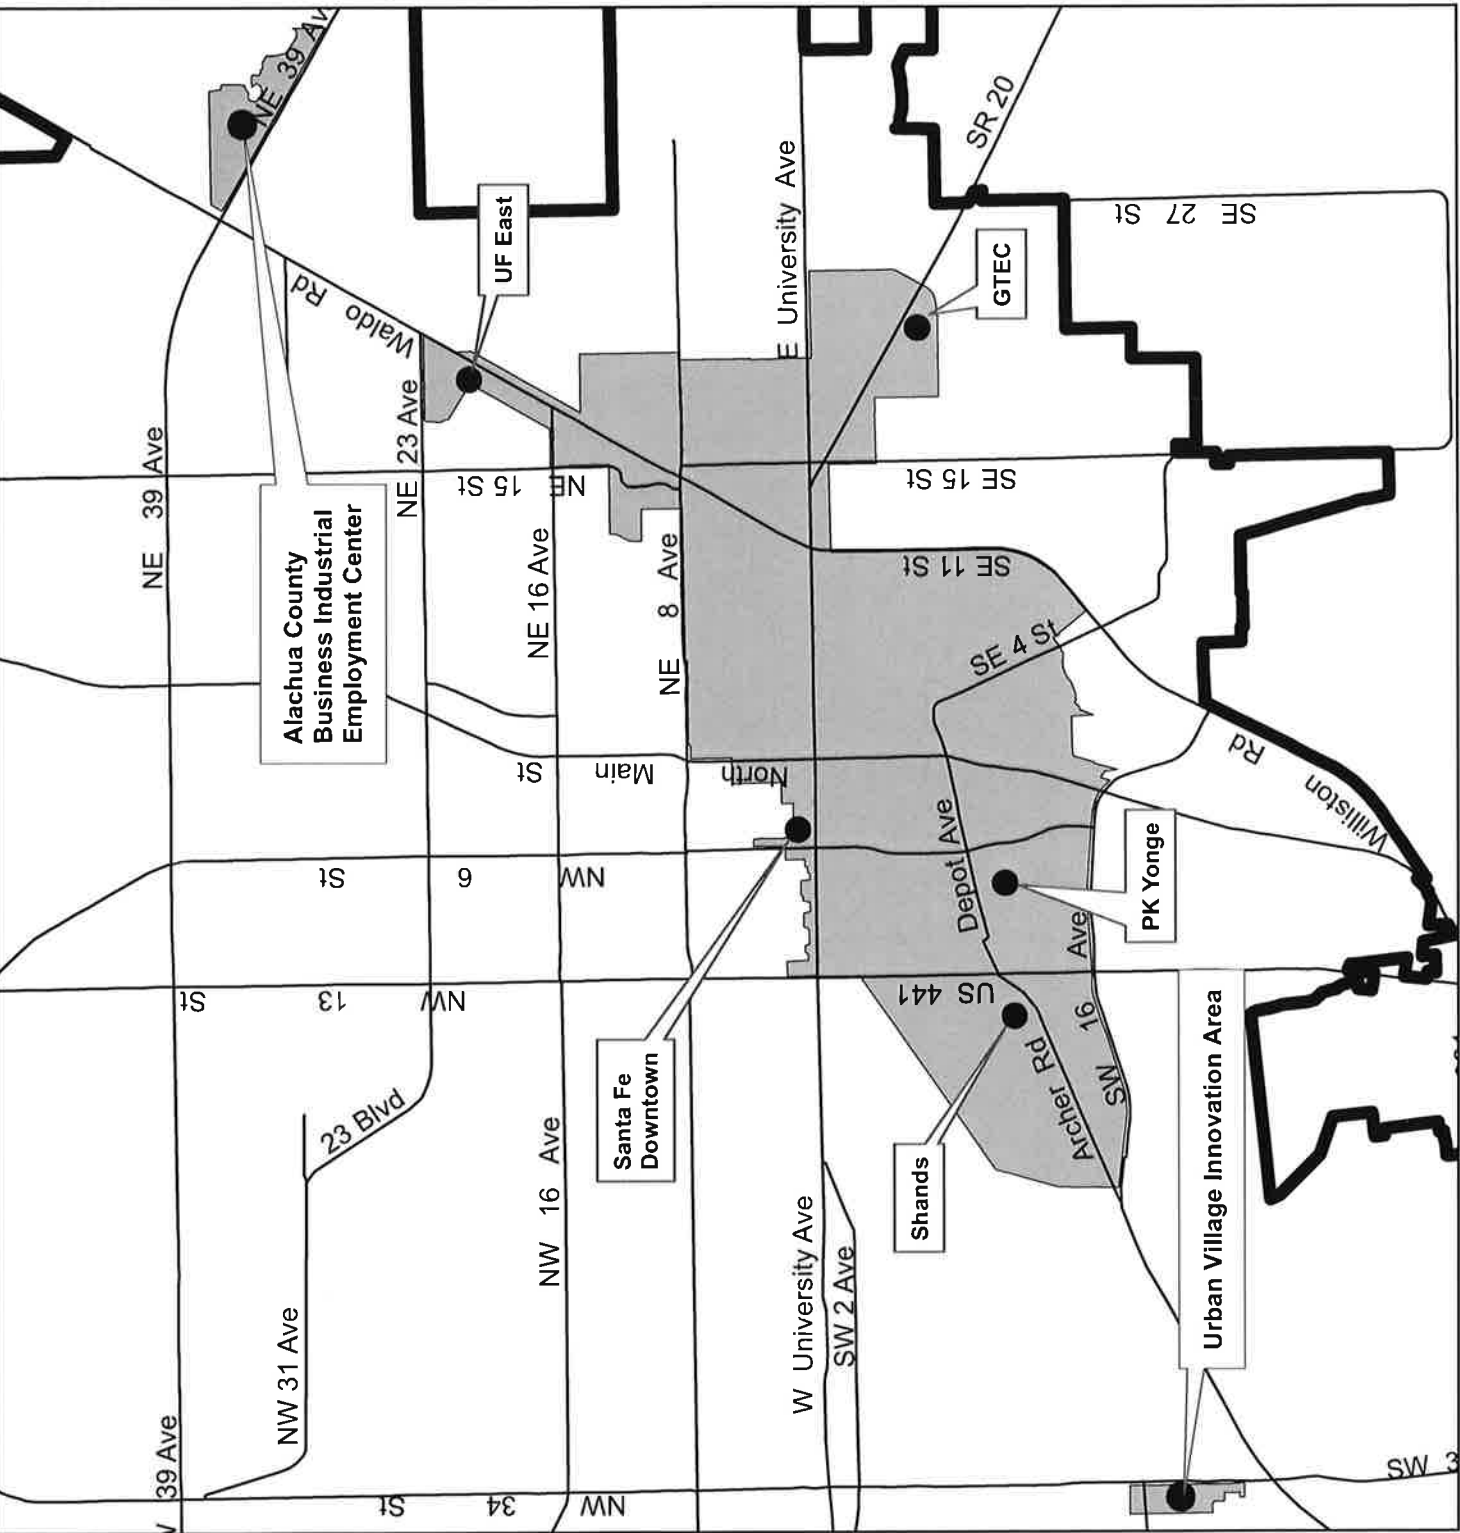 NE 39 Av
SR 20
UF East
GTEC
SE 27 St
E University Ave
Waldo Rd
NE 39 Ave
NE 23 Ave
NE 15 St
SE 15 St
Alachua County
Business Industrial
Employment Center
NE 16 Ave
NE 8 Ave
SE 11 St
SE 4 St
North Main St
Williston Rd
Depot Ave
PK Yonge
NW 6 St
NW 13 St
US 441
SW 16 Ave
Archer Rd
Santa Fe
Downtown
Shands
Urban Village Innovation Area
23 Blvd
NW 31 Ave
NW 16 Ave
W University Ave
SW 2 Ave
39 Ave
NW 34 St
SW 3